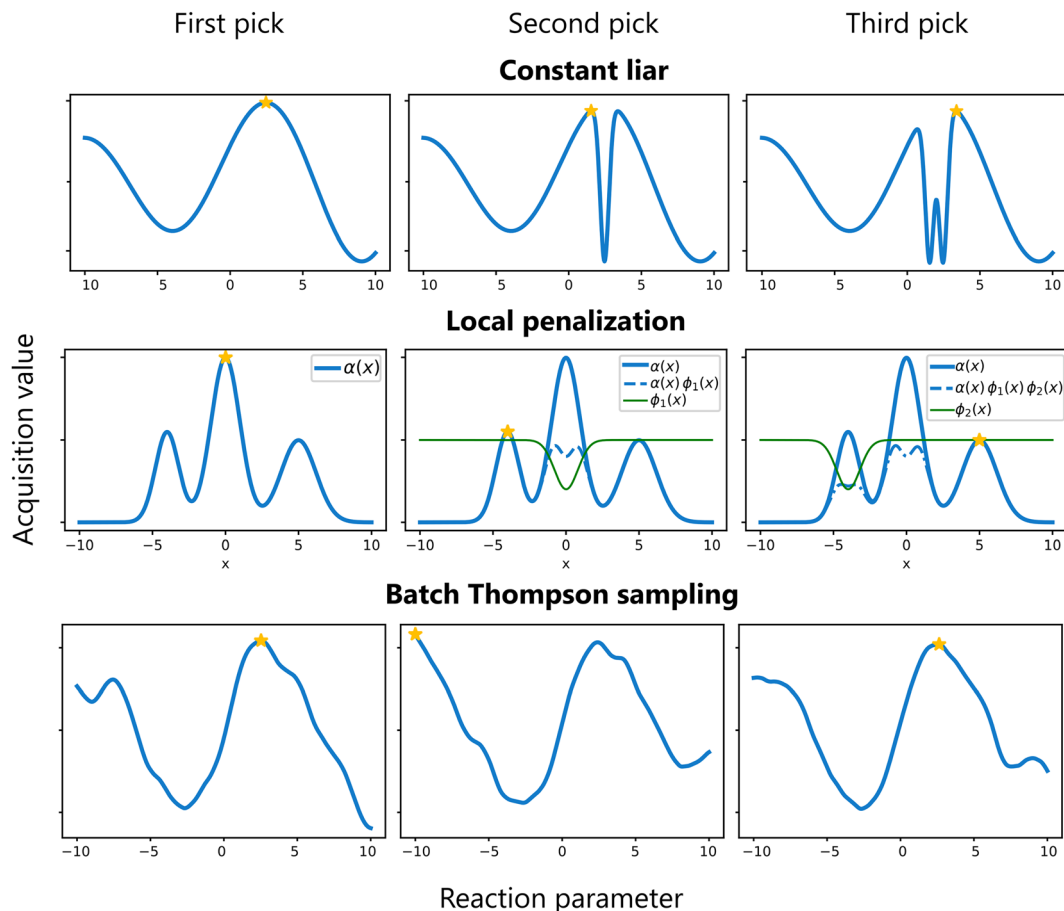 First pick Second pick Third pick
Constant liar
10 5 0 5 10 10 5 0 5 10 10 5 0 5 10
Local penalization
α(x)
α(x)
α(x) ϕ₁(x)
ϕ₁(x)
α(x)
α(x) ϕ₁(x) ϕ₂(x)
ϕ₂(x)
−10 −5 0 5 10 −10 −5 0 5 10 −10 −5 0 5 10
x x x
Acquisition value
Batch Thompson sampling
−10 −5 0 5 10 −10 −5 0 5 10 −10 −5 0 5 10
Reaction parameter